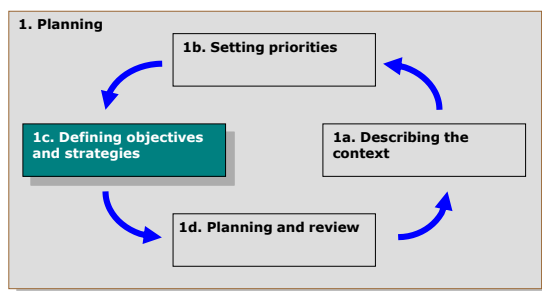 1. Planning
1b. Setting priorities
1c. Defining objectives
and strategies
1a. Describing the
context
1d. Planning and review